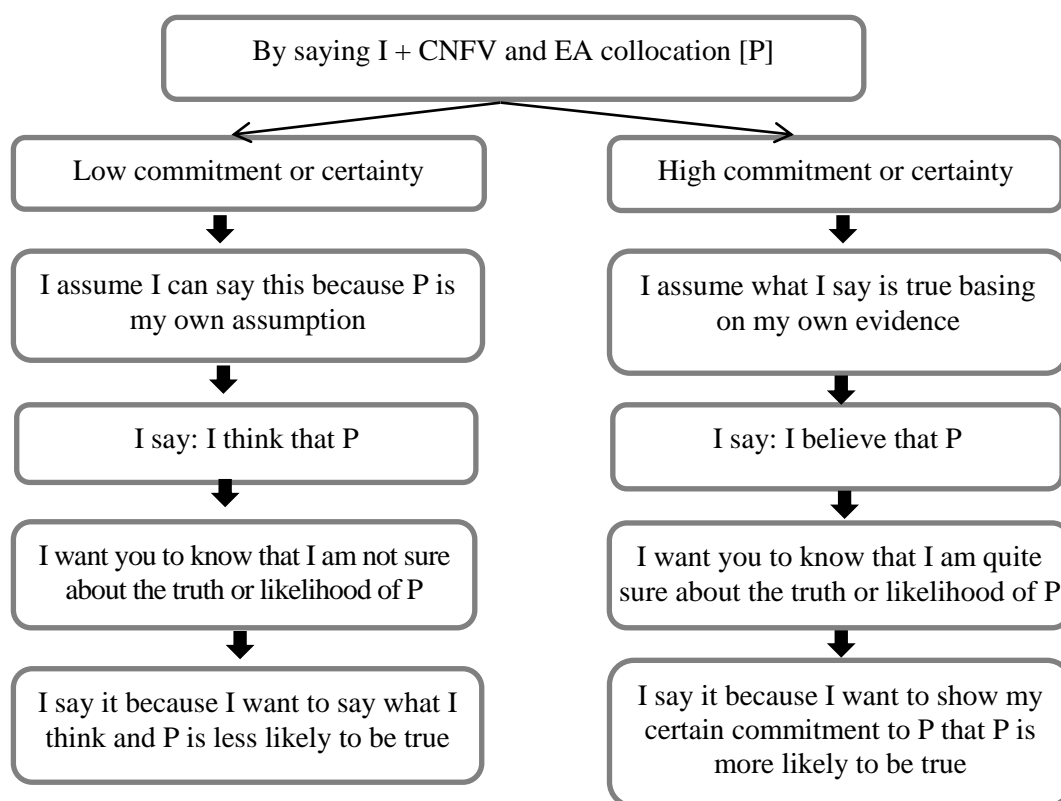 By saying I + CNFV and EA collocation [P]
Low commitment or certainty
I assume I can say this because P is
my own assumption
I say: I think that P
I want you to know that I am not sure
about the truth or likelihood of P
I say it because I want to say what I
think and P is less likely to be true
High commitment or certainty
I assume what I say is true basing
on my own evidence
I say: I believe that P
I want you to know that I am quite
sure about the truth or likelihood of P
I say it because I want to show my
certain commitment to P that P is
more likely to be true